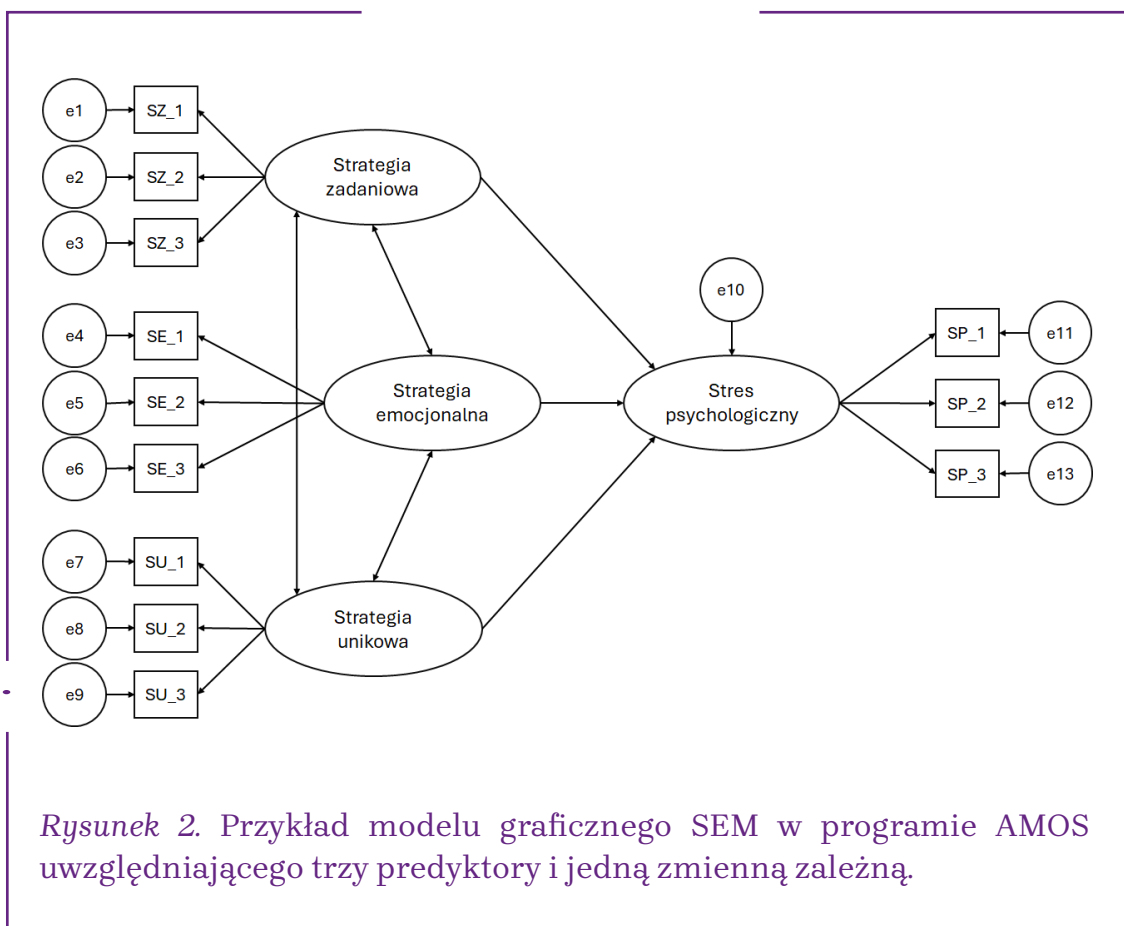 e1 SZ_1
e2 SZ_2
e3 SZ_3
Strategia
zadaniowa
e10
e4 SE_1
e5 SE_2
e6 SE_3
Strategia
emocjonalna
Stres
psychologiczny
SP_1 e11
SP_2 e12
SP_3 e13
e7 SU_1
e8 SU_2
e9 SU_3
Strategia
unikowa
Rysunek 2. Przykład modelu graficznego SEM w programie AMOS
uwzględniającego trzy predyktory i jedną zmienną zależną.